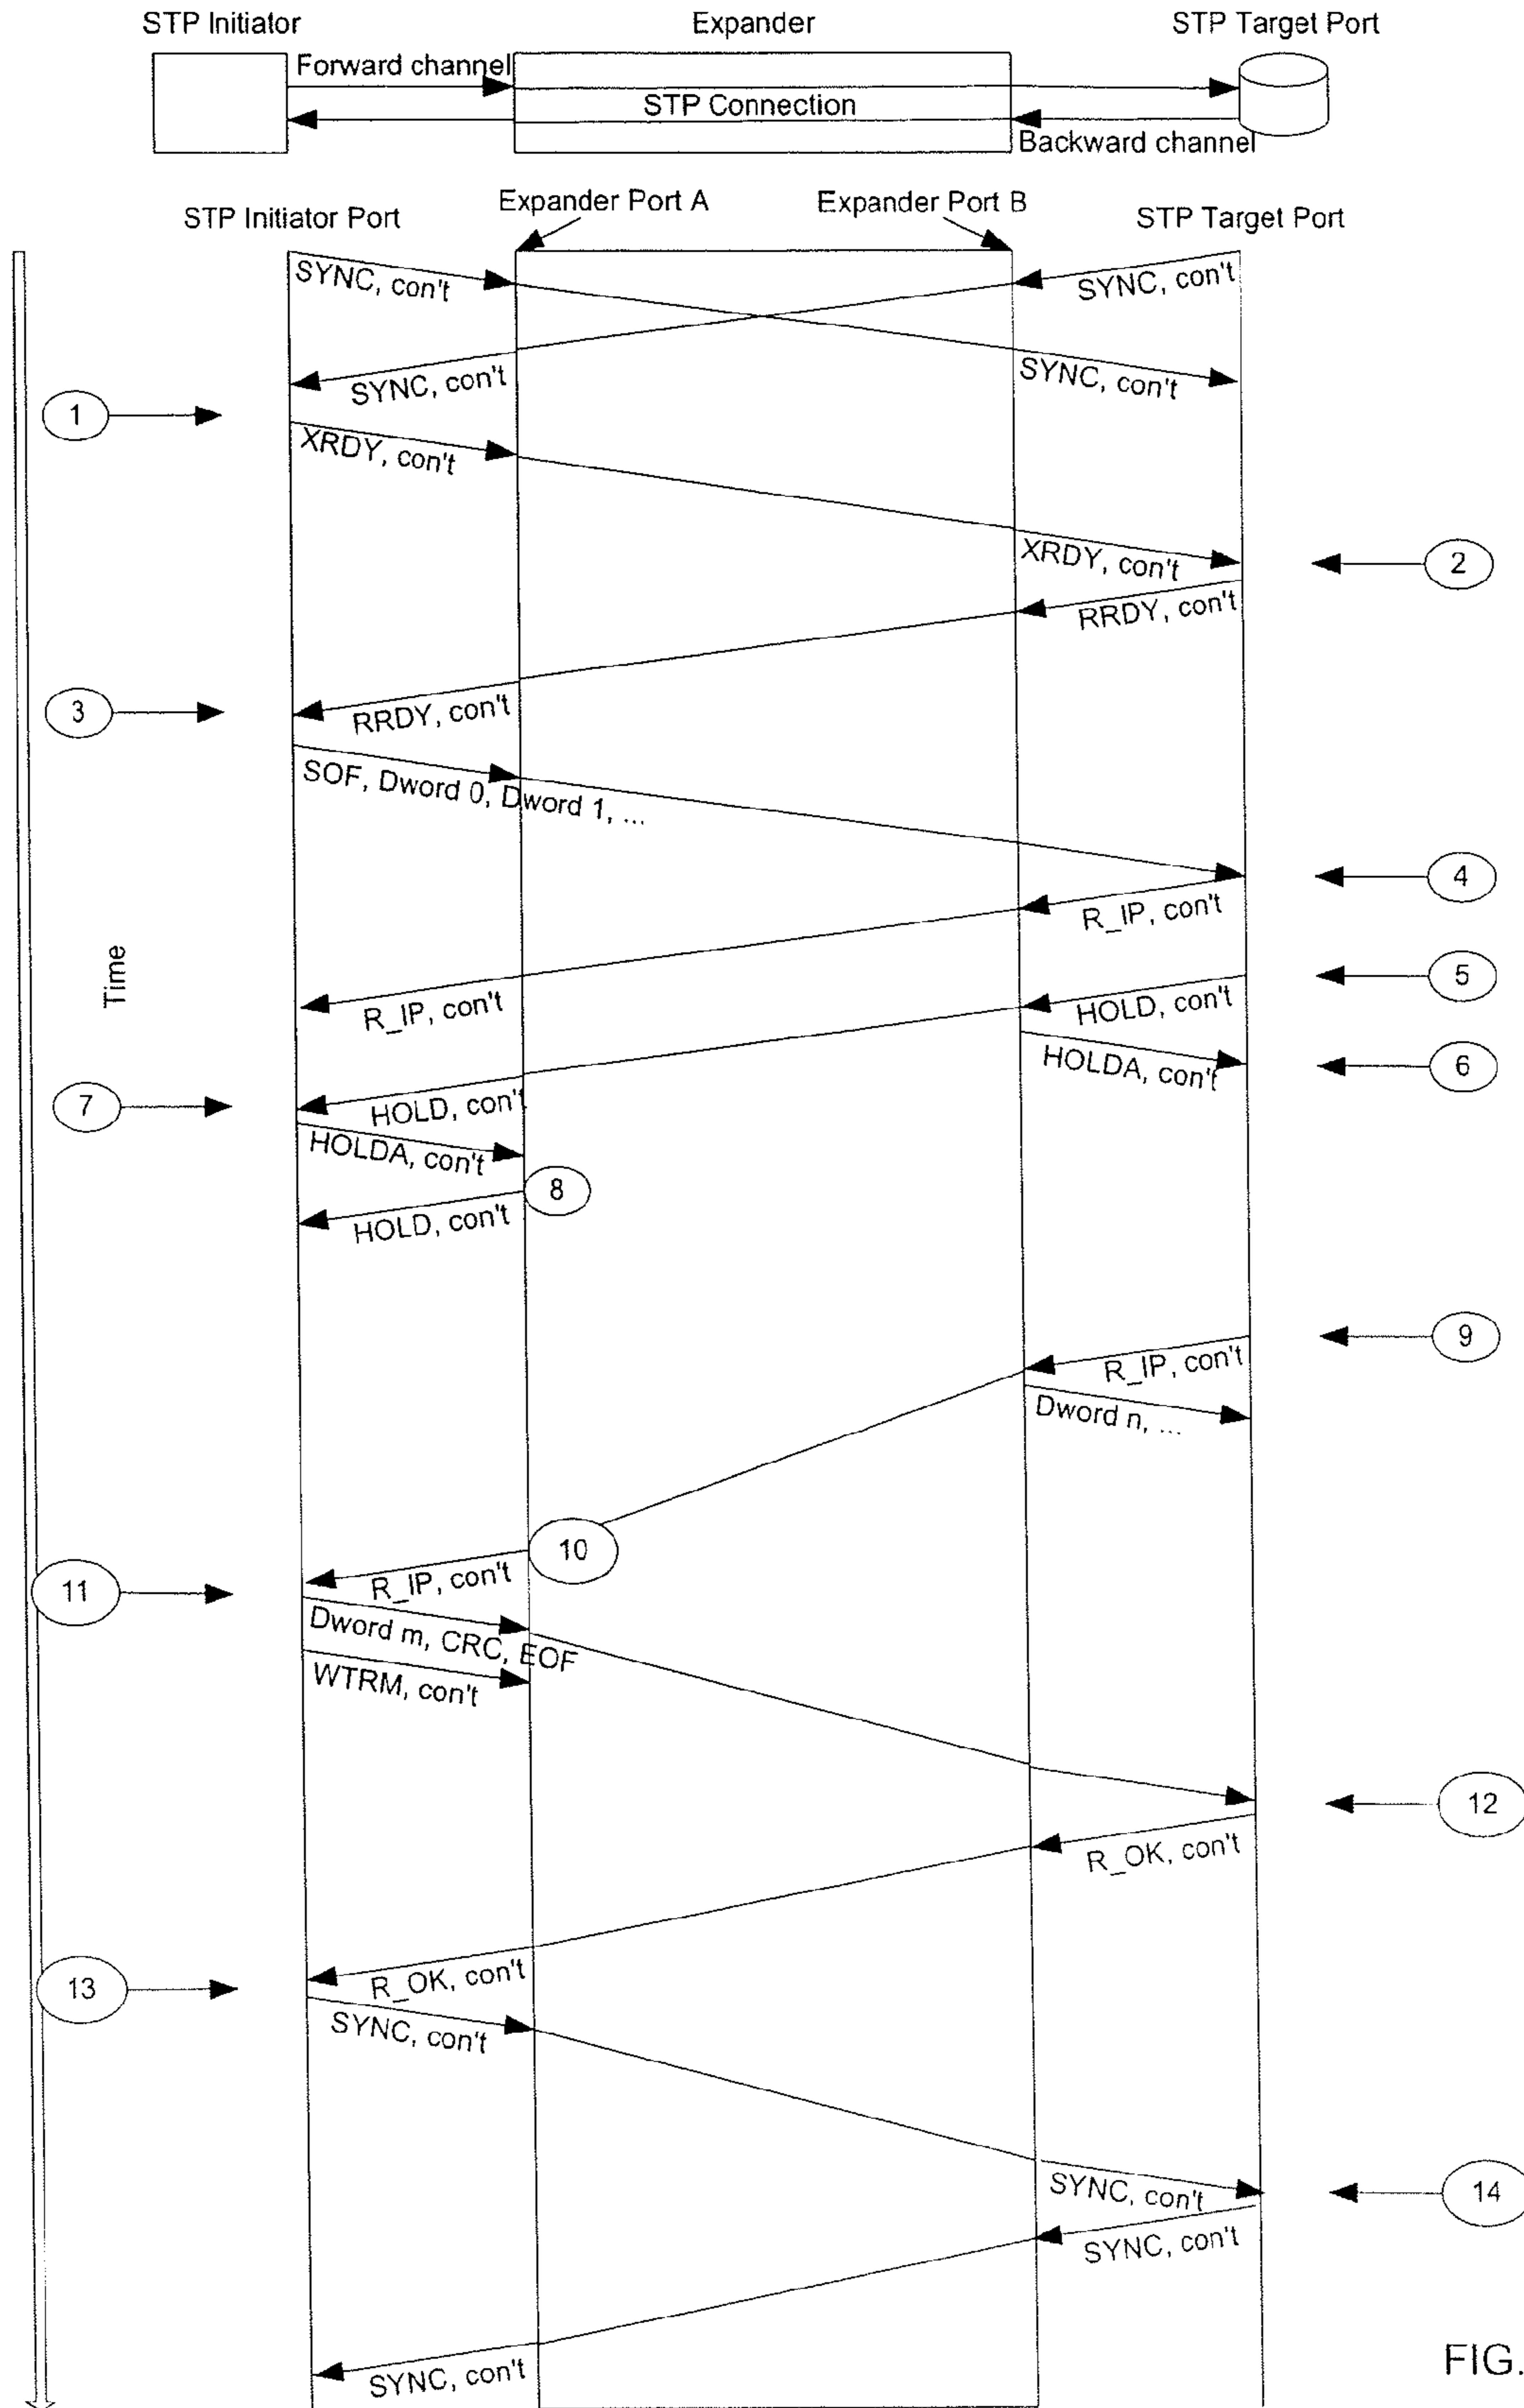 STP Initiator
Expander
STP Target Port
Forward channel
STP Connection
Backward channel
STP Initiator Port
Expander Port A
Expander Port B
STP Target Port
SYNC, con't
SYNC, con't
SYNC, con't
SYNC, con't
1
XRDY, con't
XRDY, con't
2
RRDY, con't
3
RRDY, con't
SOF, Dword 0, Dword 1, ...
4
R_IP, con't
Time
R_IP, con't
5
HOLD, con't
HOLDA, con't
6
7
HOLD, con't
HOLDA, con't
8
HOLD, con't
9
R_IP, con't
Dword n, ...
10
11
R_IP, con't
Dword m, CRC, EOF
WTRM, con't
12
R_OK, con't
13
R_OK, con't
SYNC, con't
SYNC, con't
14
SYNC, con't
SYNC, con't
FIG.